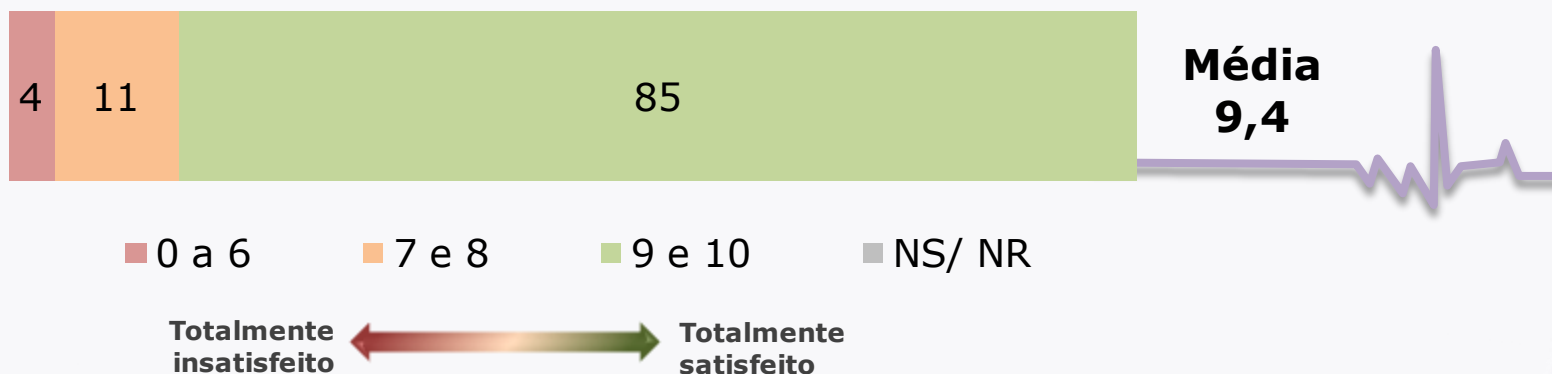 4 11 85
Média
9,4
0 a 6 7 e 8 9 e 10 NS/ NR
Totalmente
insatisfeito
Totalmente
satisfeito